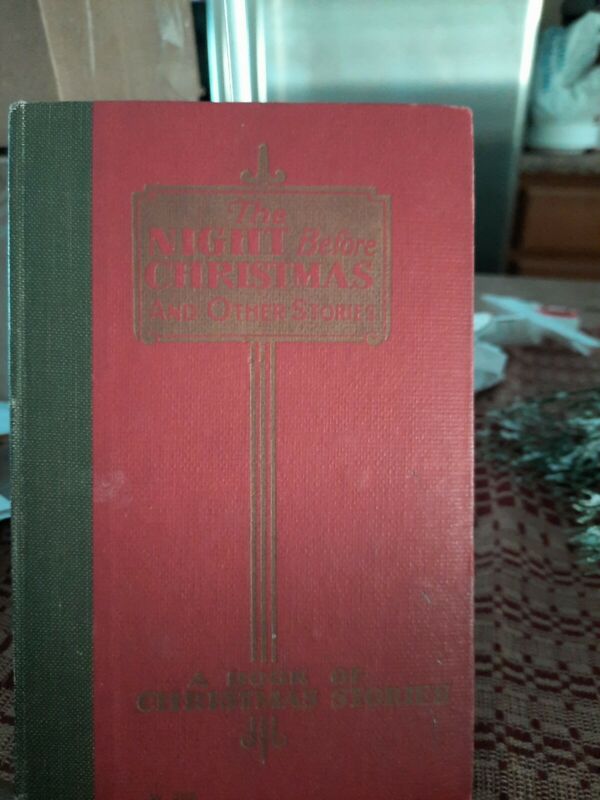 The
NIGHT Before
CHRISTMAS
AND OTHER STORIES
A BOOK OF
CHRISTMAS STORIES